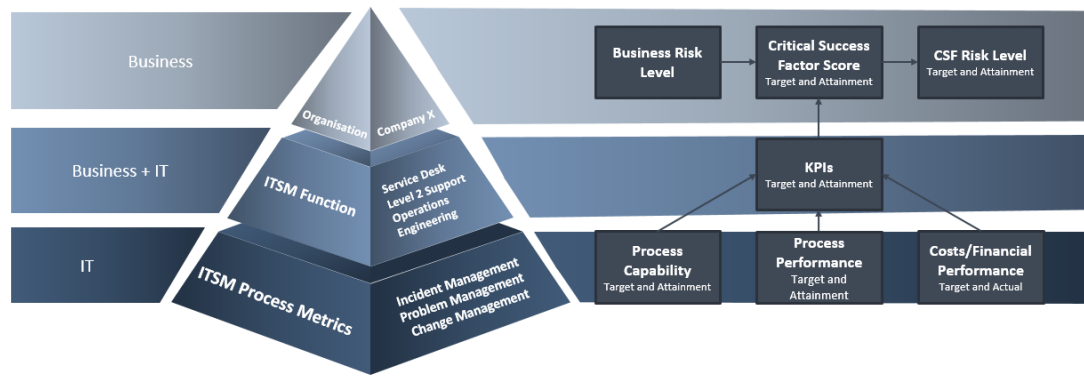 Business
Organisation
Company X
Business Risk
Level
Critical Success
Factor Score
Target and Attainment
CSF Risk Level
Target and Attainment
Business + IT
ITSM Function
Service Desk
Level 2 Support
Operations
Engineering
KPIs
Target and Attainment
IT
ITSM Process Metrics
Incident Management
Problem Management
Change Management
Process
Capability
Target and Attainment
Process
Performance
Target and
Attainment
Costs/Financial
Performance
Target and Actual